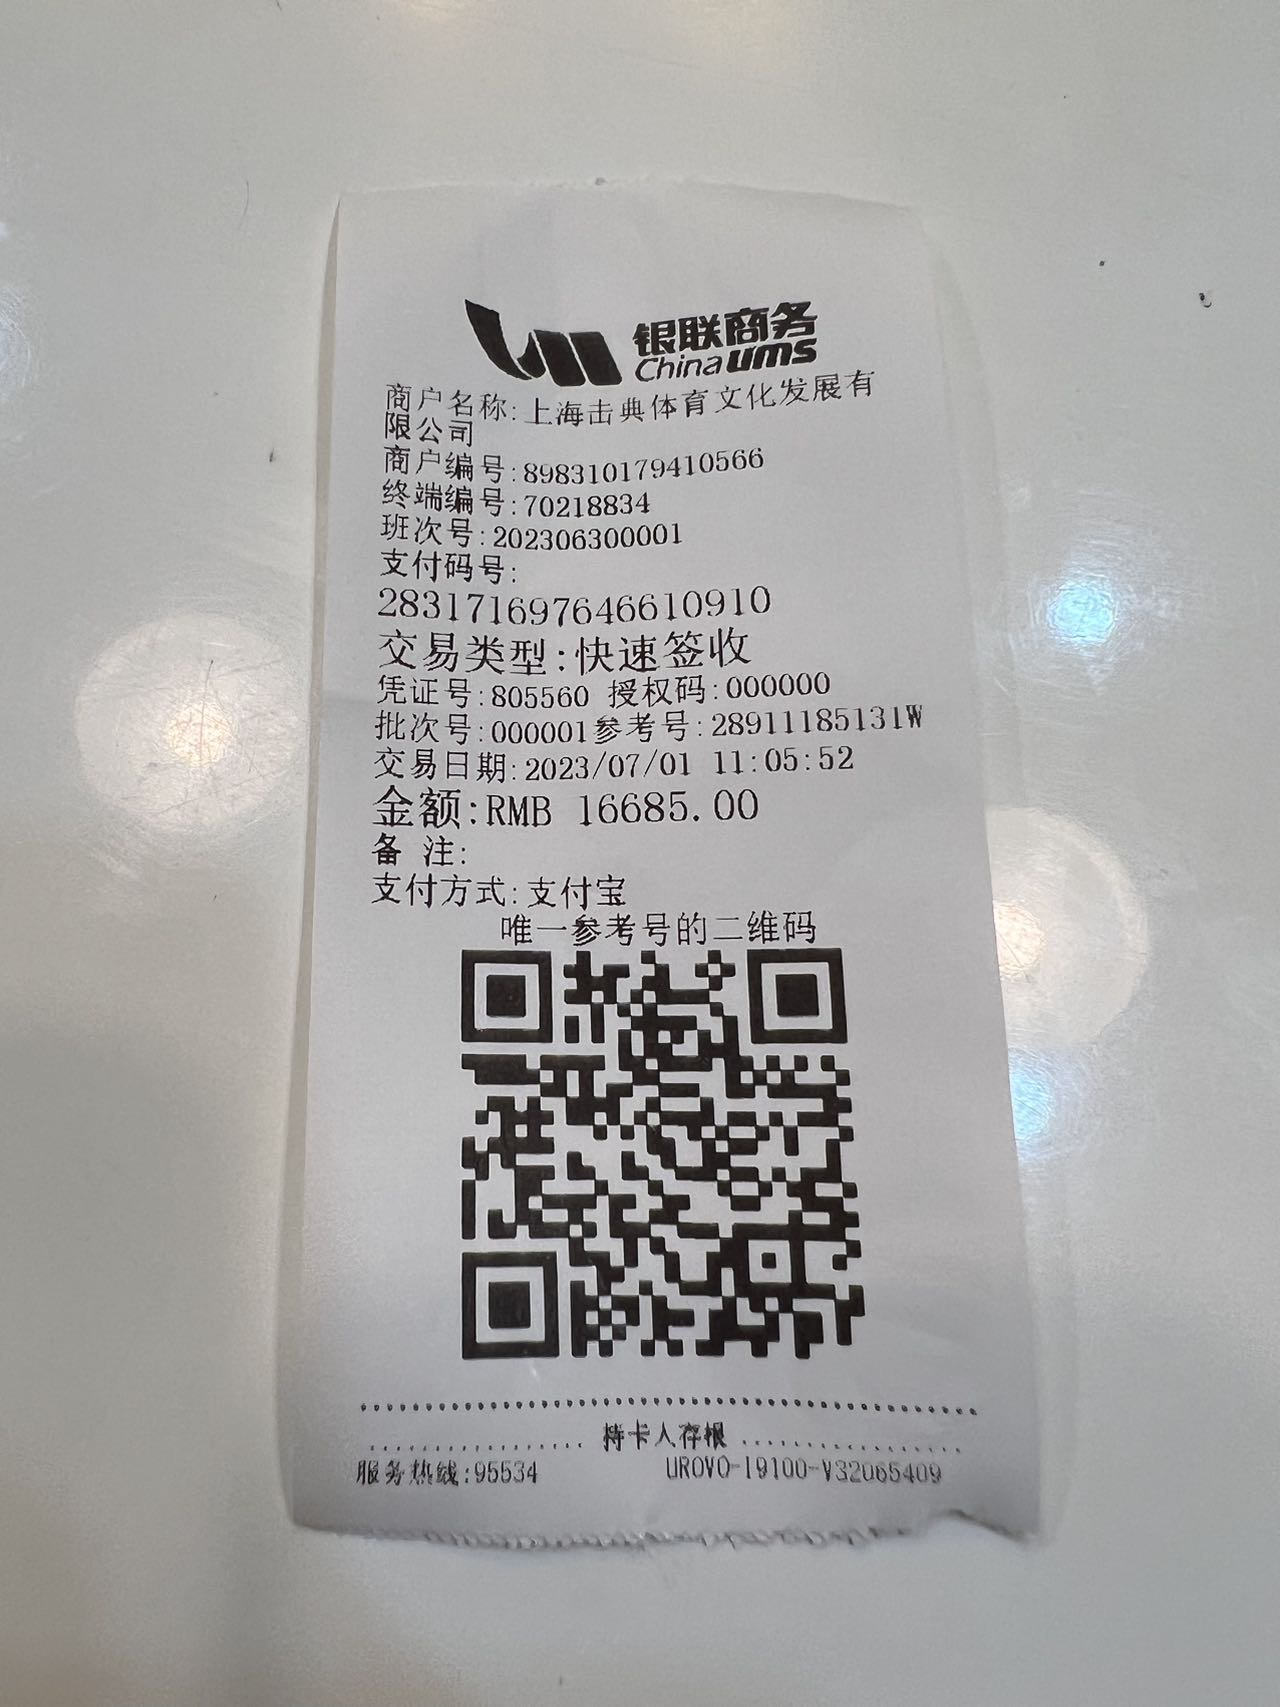 银联商务
Chinaums
商户名称:上海击典体育文化发展有
限公司
商户编号:898310179410566
终端编号:70218834
班次号:202306300001
支付码号:
283171697646610910
交易类型:快速签收
凭证号:805560 授权码:000000
批次号:000001参考号:28911185131W
交易日期:2023/07/01 11:05:52
金额:RMB 16685.00
备 注:
支付方式:支付宝
唯一参考号的二维码
持卡人存根
服务热线:95534 UROVO-I9100-V32065409